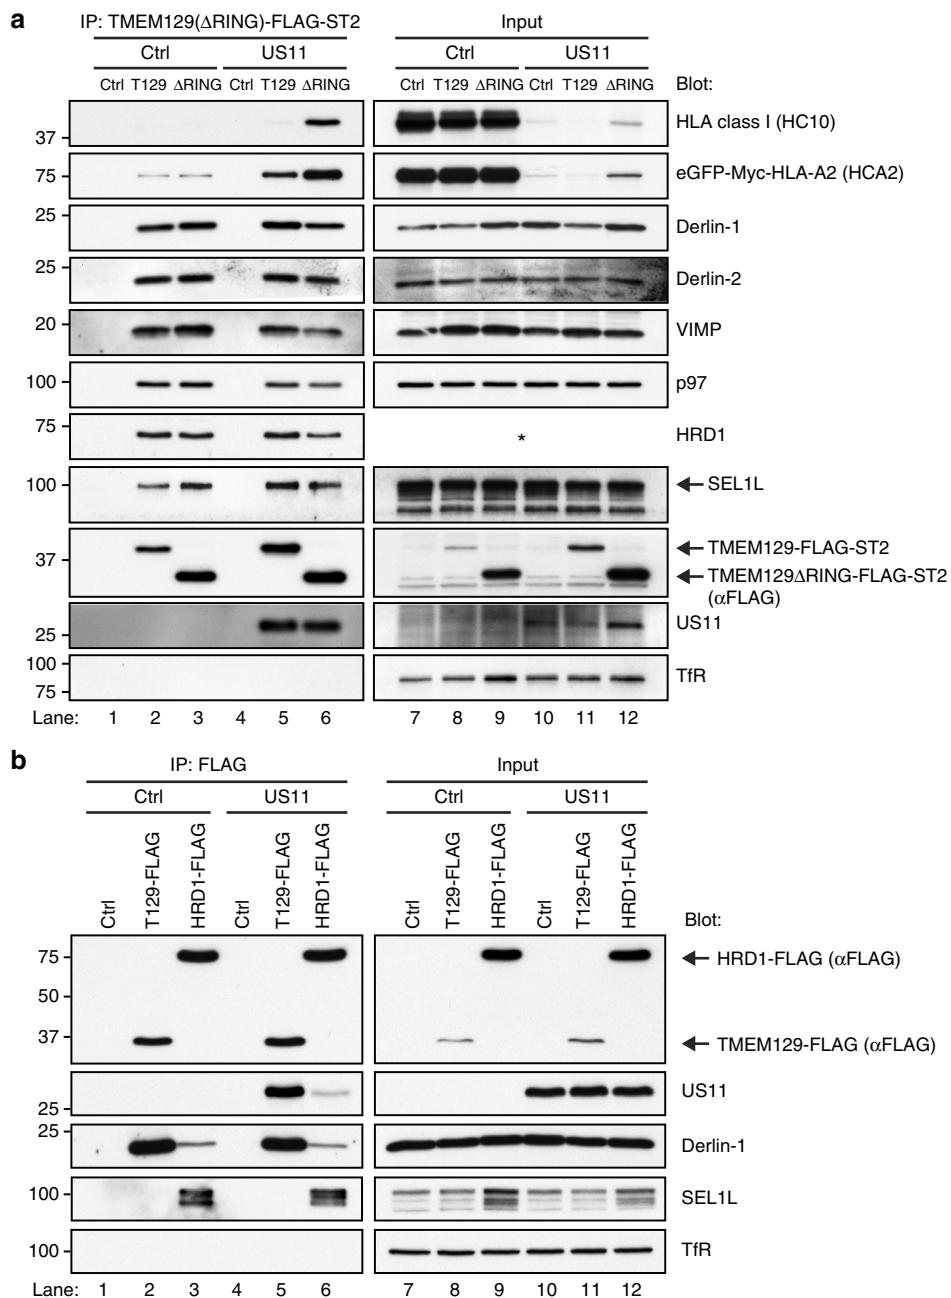 a
IP: TMEM129(ΔRING)-FLAG-ST2 Input
Ctrl US11 Ctrl US11
Ctrl T129 ΔRING Ctrl T129 ΔRING Ctrl T129 ΔRING Ctrl T129 ΔRING Blot:
37 HLA class I (HC10)
75 eGFP-Myc-HLA-A2 (HCA2)
25 Derlin-1
25 Derlin-2
20 VIMP
100 p97
75 * HRD1
100 SEL1L
37 TMEM129-FLAG-ST2
TMEM129ΔRING-FLAG-ST2
(αFLAG)
25 US11
100
75 TfR
Lane: 1 2 3 4 5 6 7 8 9 10 11 12
b
IP: FLAG Input
Ctrl US11 Ctrl US11
Ctrl T129-FLAG HRD1-FLAG Ctrl T129-FLAG HRD1-FLAG Ctrl T129-FLAG HRD1-FLAG Ctrl T129-FLAG HRD1-FLAG Blot:
75 HRD1-FLAG (αFLAG)
50
37 TMEM129-FLAG (αFLAG)
25 US11
25 Derlin-1
100 SEL1L
100 TfR
Lane: 1 2 3 4 5 6 7 8 9 10 11 12